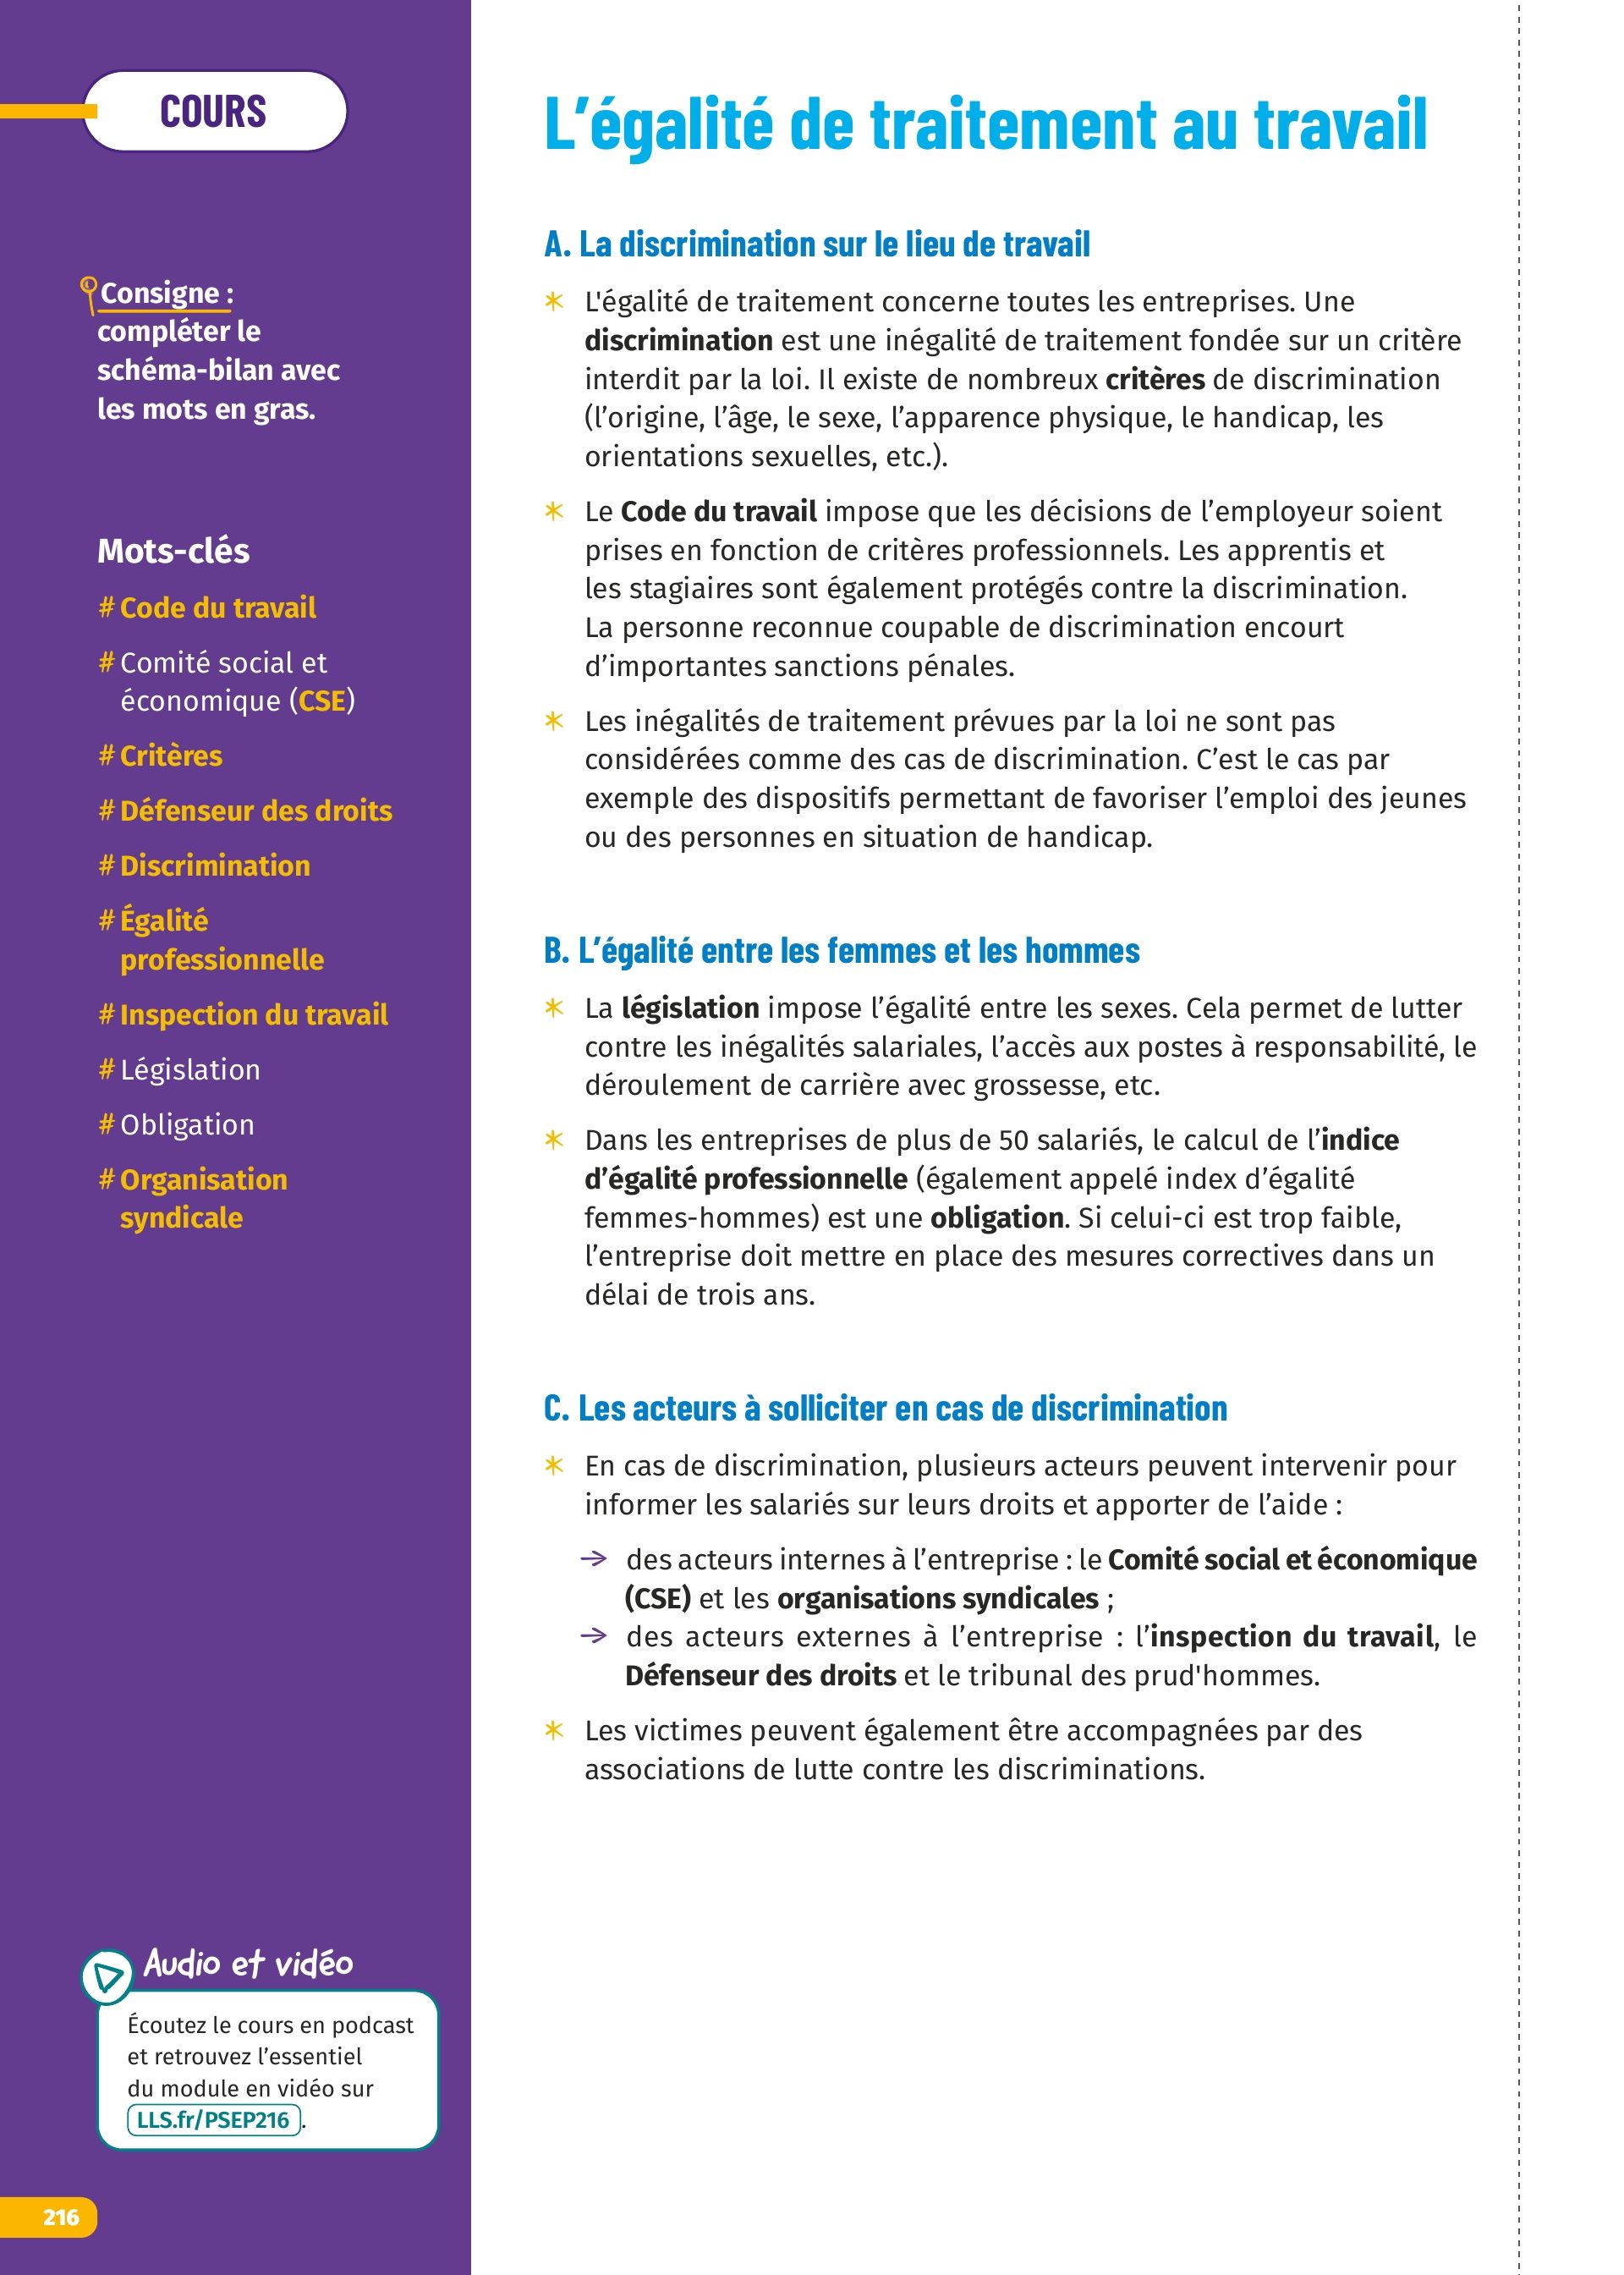 COURS
Consigne :
compléter le
schéma-bilan avec
les mots en gras.
Mots-clés
# Code du travail
# Comité social et
économique (CSE)
# Critères
# Défenseur des droits
# Discrimination
# Égalité
professionnelle
# Inspection du travail
# Législation
# Obligation
# Organisation
syndicale
Audio et vidéo
Écoutez le cours en podcast
et retrouvez l’essentiel
du module en vidéo sur
LLS.fr/PSEP216.
216
L’égalité de traitement au travail
A. La discrimination sur le lieu de travail
* L'égalité de traitement concerne toutes les entreprises. Une
discrimination est une inégalité de traitement fondée sur un critère
interdit par la loi. Il existe de nombreux critères de discrimination
(l’origine, l’âge, le sexe, l’apparence physique, le handicap, les
orientations sexuelles, etc.).
* Le Code du travail impose que les décisions de l’employeur soient
prises en fonction de critères professionnels. Les apprentis et
les stagiaires sont également protégés contre la discrimination.
La personne reconnue coupable de discrimination encourt
d’importantes sanctions pénales.
* Les inégalités de traitement prévues par la loi ne sont pas
considérées comme des cas de discrimination. C’est le cas par
exemple des dispositifs permettant de favoriser l’emploi des jeunes
ou des personnes en situation de handicap.
B. L’égalité entre les femmes et les hommes
* La législation impose l’égalité entre les sexes. Cela permet de lutter
contre les inégalités salariales, l’accès aux postes à responsabilité, le
déroulement de carrière avec grossesse, etc.
* Dans les entreprises de plus de 50 salariés, le calcul de l’indice
d’égalité professionnelle (également appelé index d’égalité
femmes-hommes) est une obligation. Si celui-ci est trop faible,
l’entreprise doit mettre en place des mesures correctives dans un
délai de trois ans.
C. Les acteurs à solliciter en cas de discrimination
* En cas de discrimination, plusieurs acteurs peuvent intervenir pour
informer les salariés sur leurs droits et apporter de l’aide :
→ des acteurs internes à l’entreprise : le Comité social et économique
(CSE) et les organisations syndicales ;
→ des acteurs externes à l’entreprise : l’inspection du travail, le
Défenseur des droits et le tribunal des prud'hommes.
* Les victimes peuvent également être accompagnées par des
associations de lutte contre les discriminations.